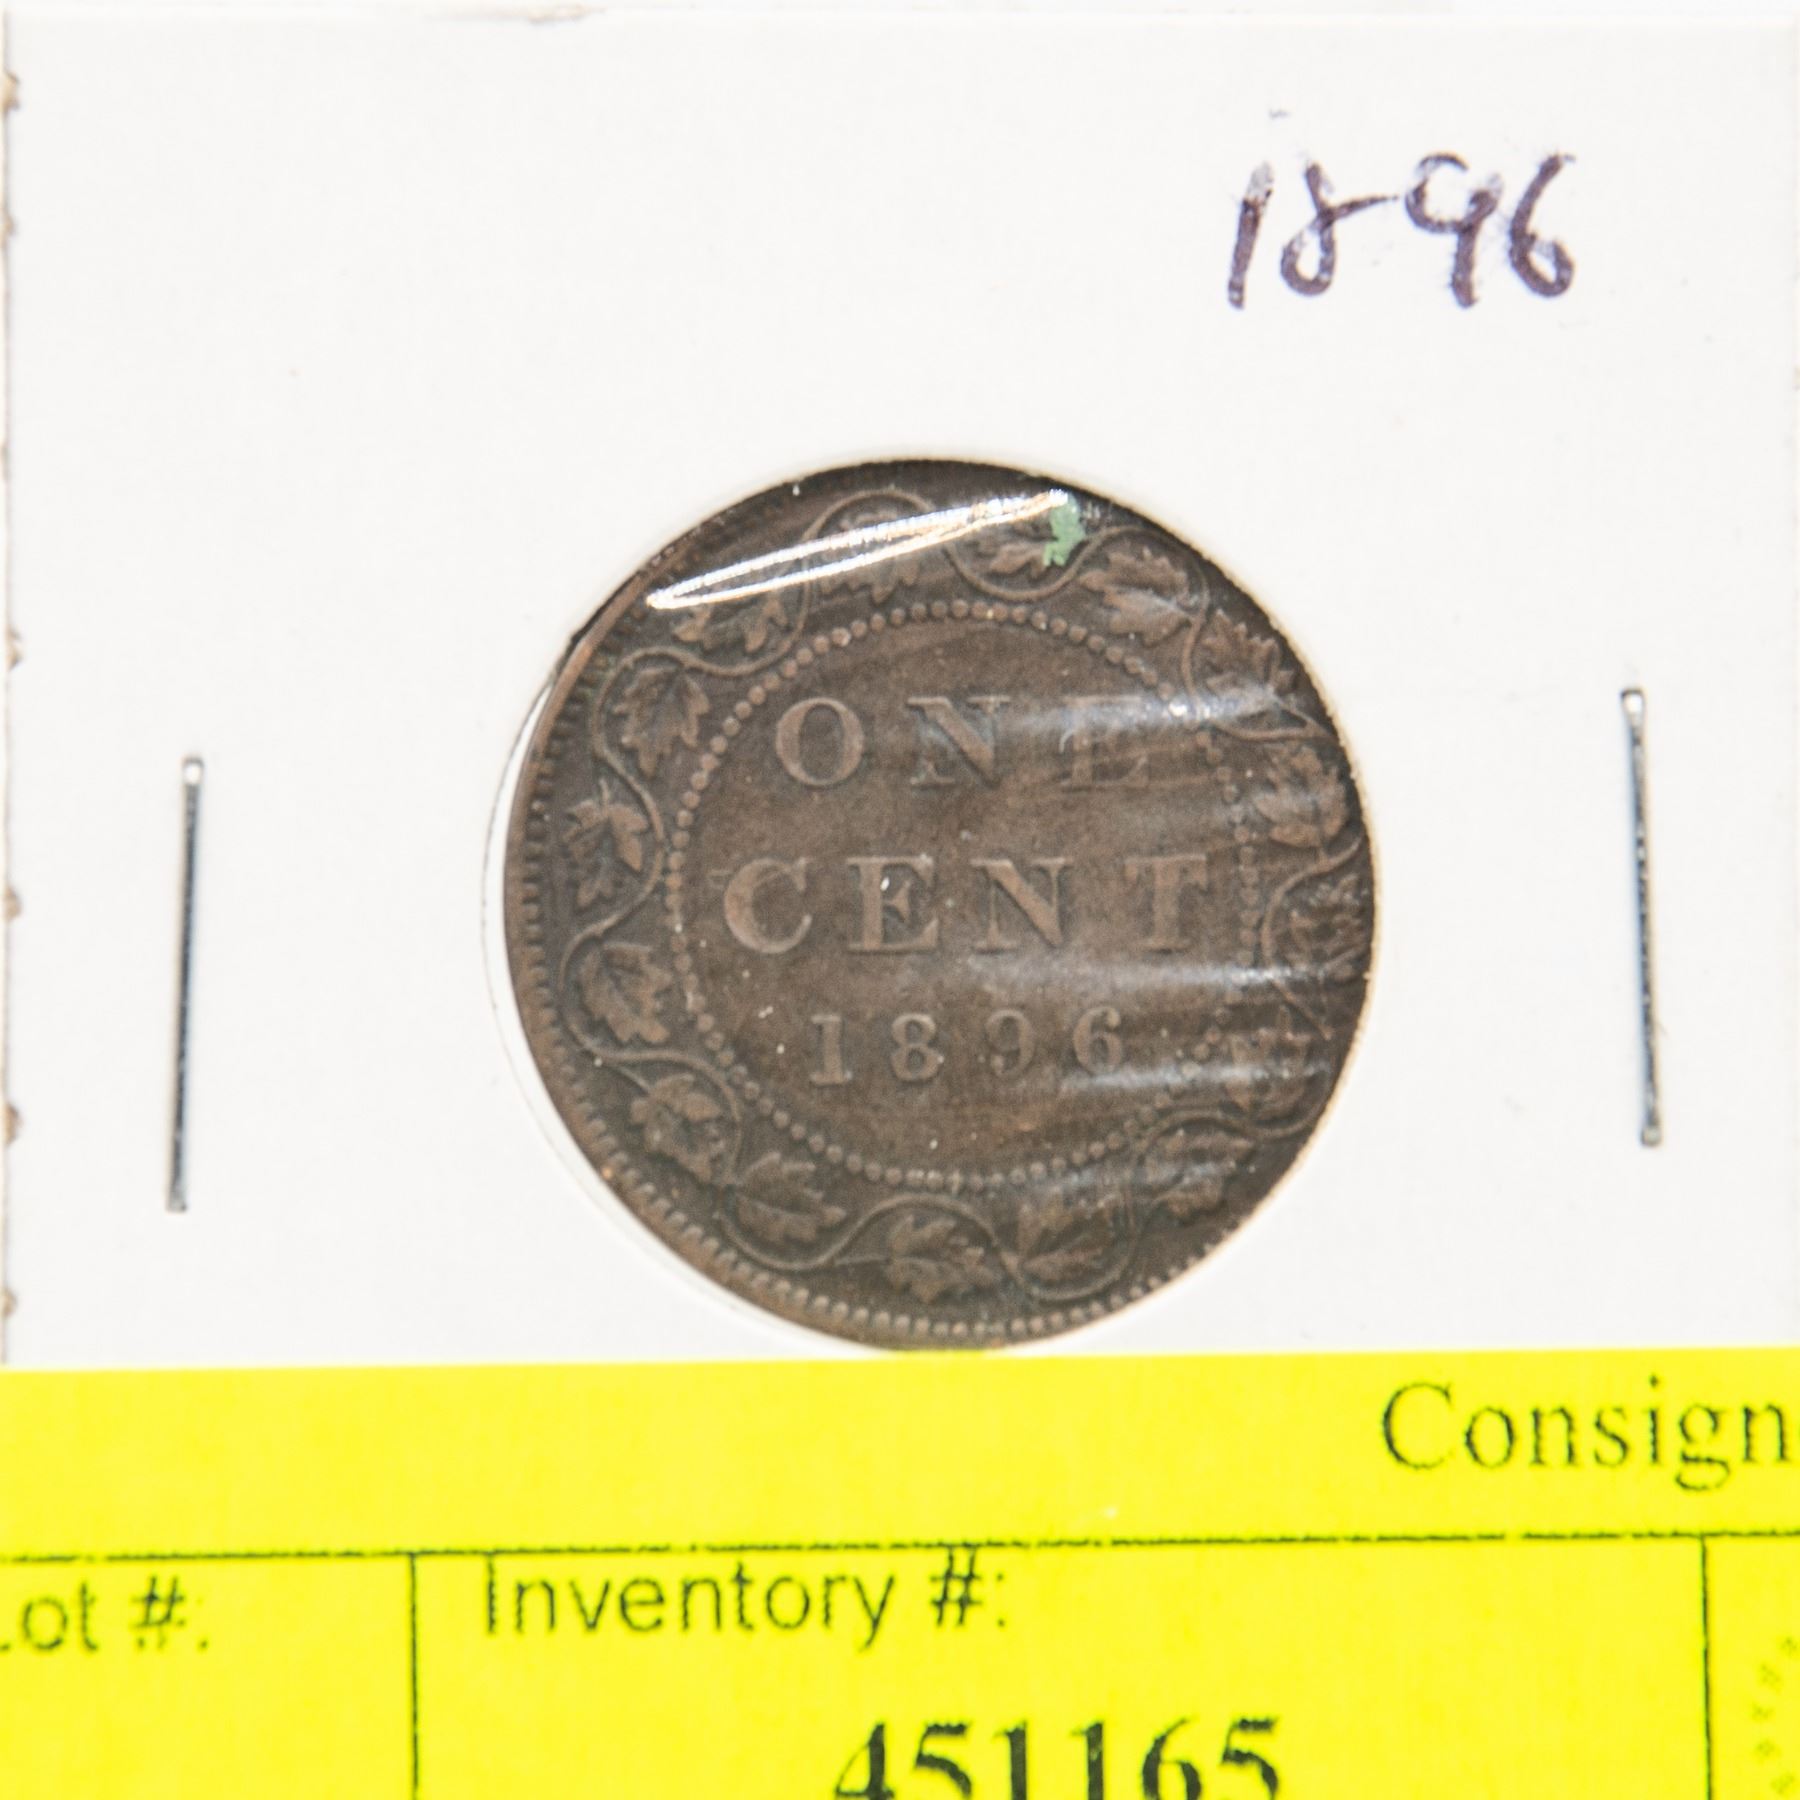 1896
ONE
CENT
1896
Consign
Lot #:
Inventory #:
451165